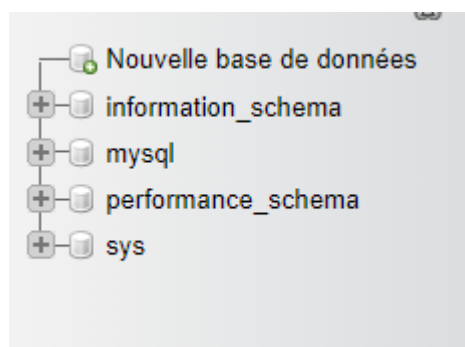 Nouvelle base de données
information_schema
mysql
performance_schema
sys